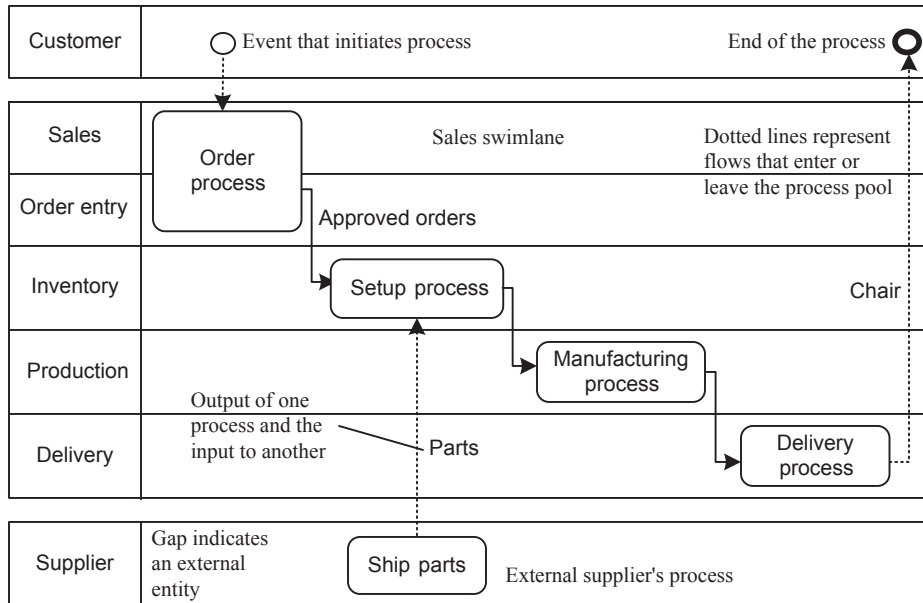 Customer
Event that initiates process
End of the process
Sales
Order
process
Sales swimlane
Dotted lines represent
flows that enter or
leave the process pool
Order entry
Approved orders
Inventory
Setup process
Chair
Production
Manufacturing
process
Output of one
process and the
input to another
Delivery
Parts
Delivery
process
Supplier
Gap indicates
an external
entity
Ship parts
External supplier's process